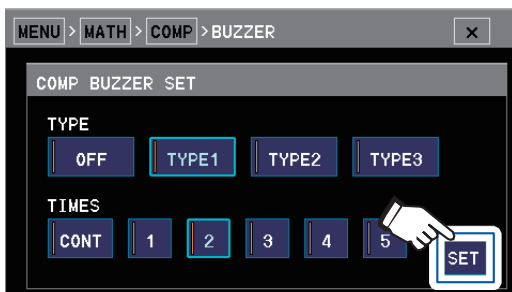 MENU > MATH > COMP > BUZZER ×
COMP BUZZER SET
TYPE
OFF TYPE1 TYPE2 TYPE3
TIMES
CONT 1 2 3 4 5 SET